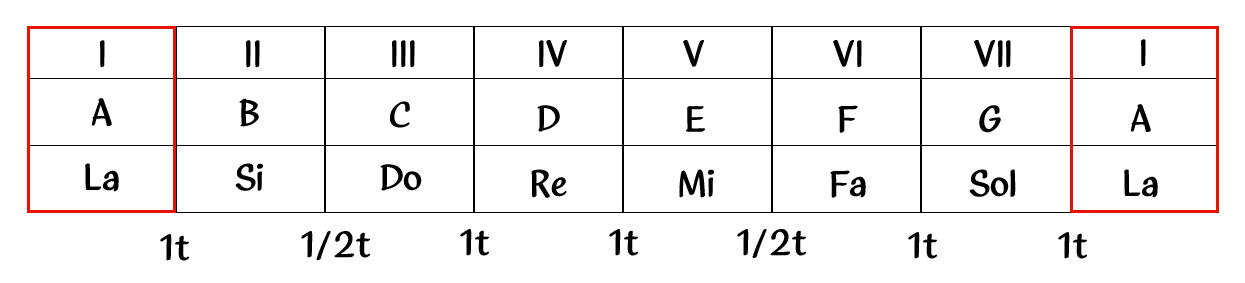 I II III IV V VI VII I
A B C D E F G A
La Si Do Re Mi Fa Sol La
1t 1/2t 1t 1t 1/2t 1t 1t